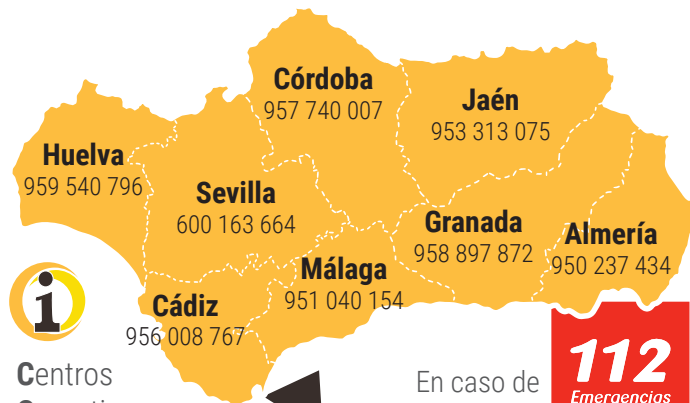 Córdoba
957 740 007
Jaén
953 313 075
Huelva
959 540 796
Sevilla
600 163 664
Granada
958 897 872
Almería
950 237 434
Málaga
951 040 154
Cádiz
956 008 767
i
Centros
En caso de
112
Emergencias